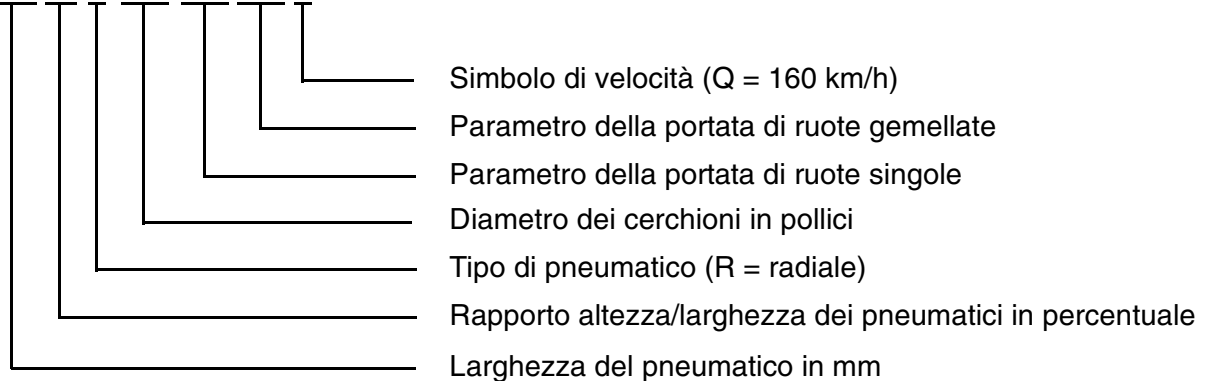 Simbolo di velocità (Q = 160 km/h)
Parametro della portata di ruote gemellate
Parametro della portata di ruote singole
Diametro dei cerchioni in pollici
Tipo di pneumatico (R = radiale)
Rapporto altezza/larghezza dei pneumatici in percentuale
Larghezza del pneumatico in mm